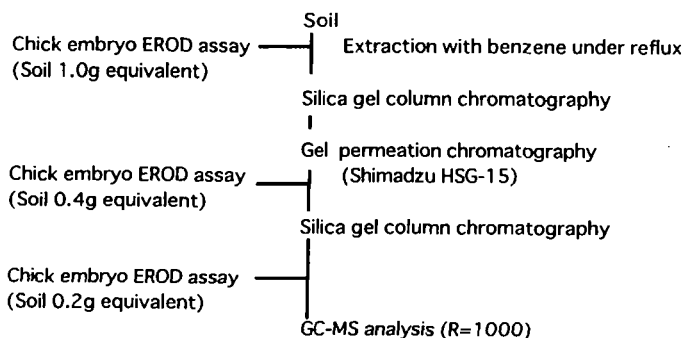 Soil
Chick embryo EROD assay
(Soil 1.0g equivalent)
Extraction with benzene under reflux
Silica gel column chromatography
Gel permeation chromatography
(Shimadzu HSG-15)
Chick embryo EROD assay
(Soil 0.4g equivalent)
Silica gel column chromatography
Chick embryo EROD assay
(Soil 0.2g equivalent)
GC-MS analysis (R=1000)